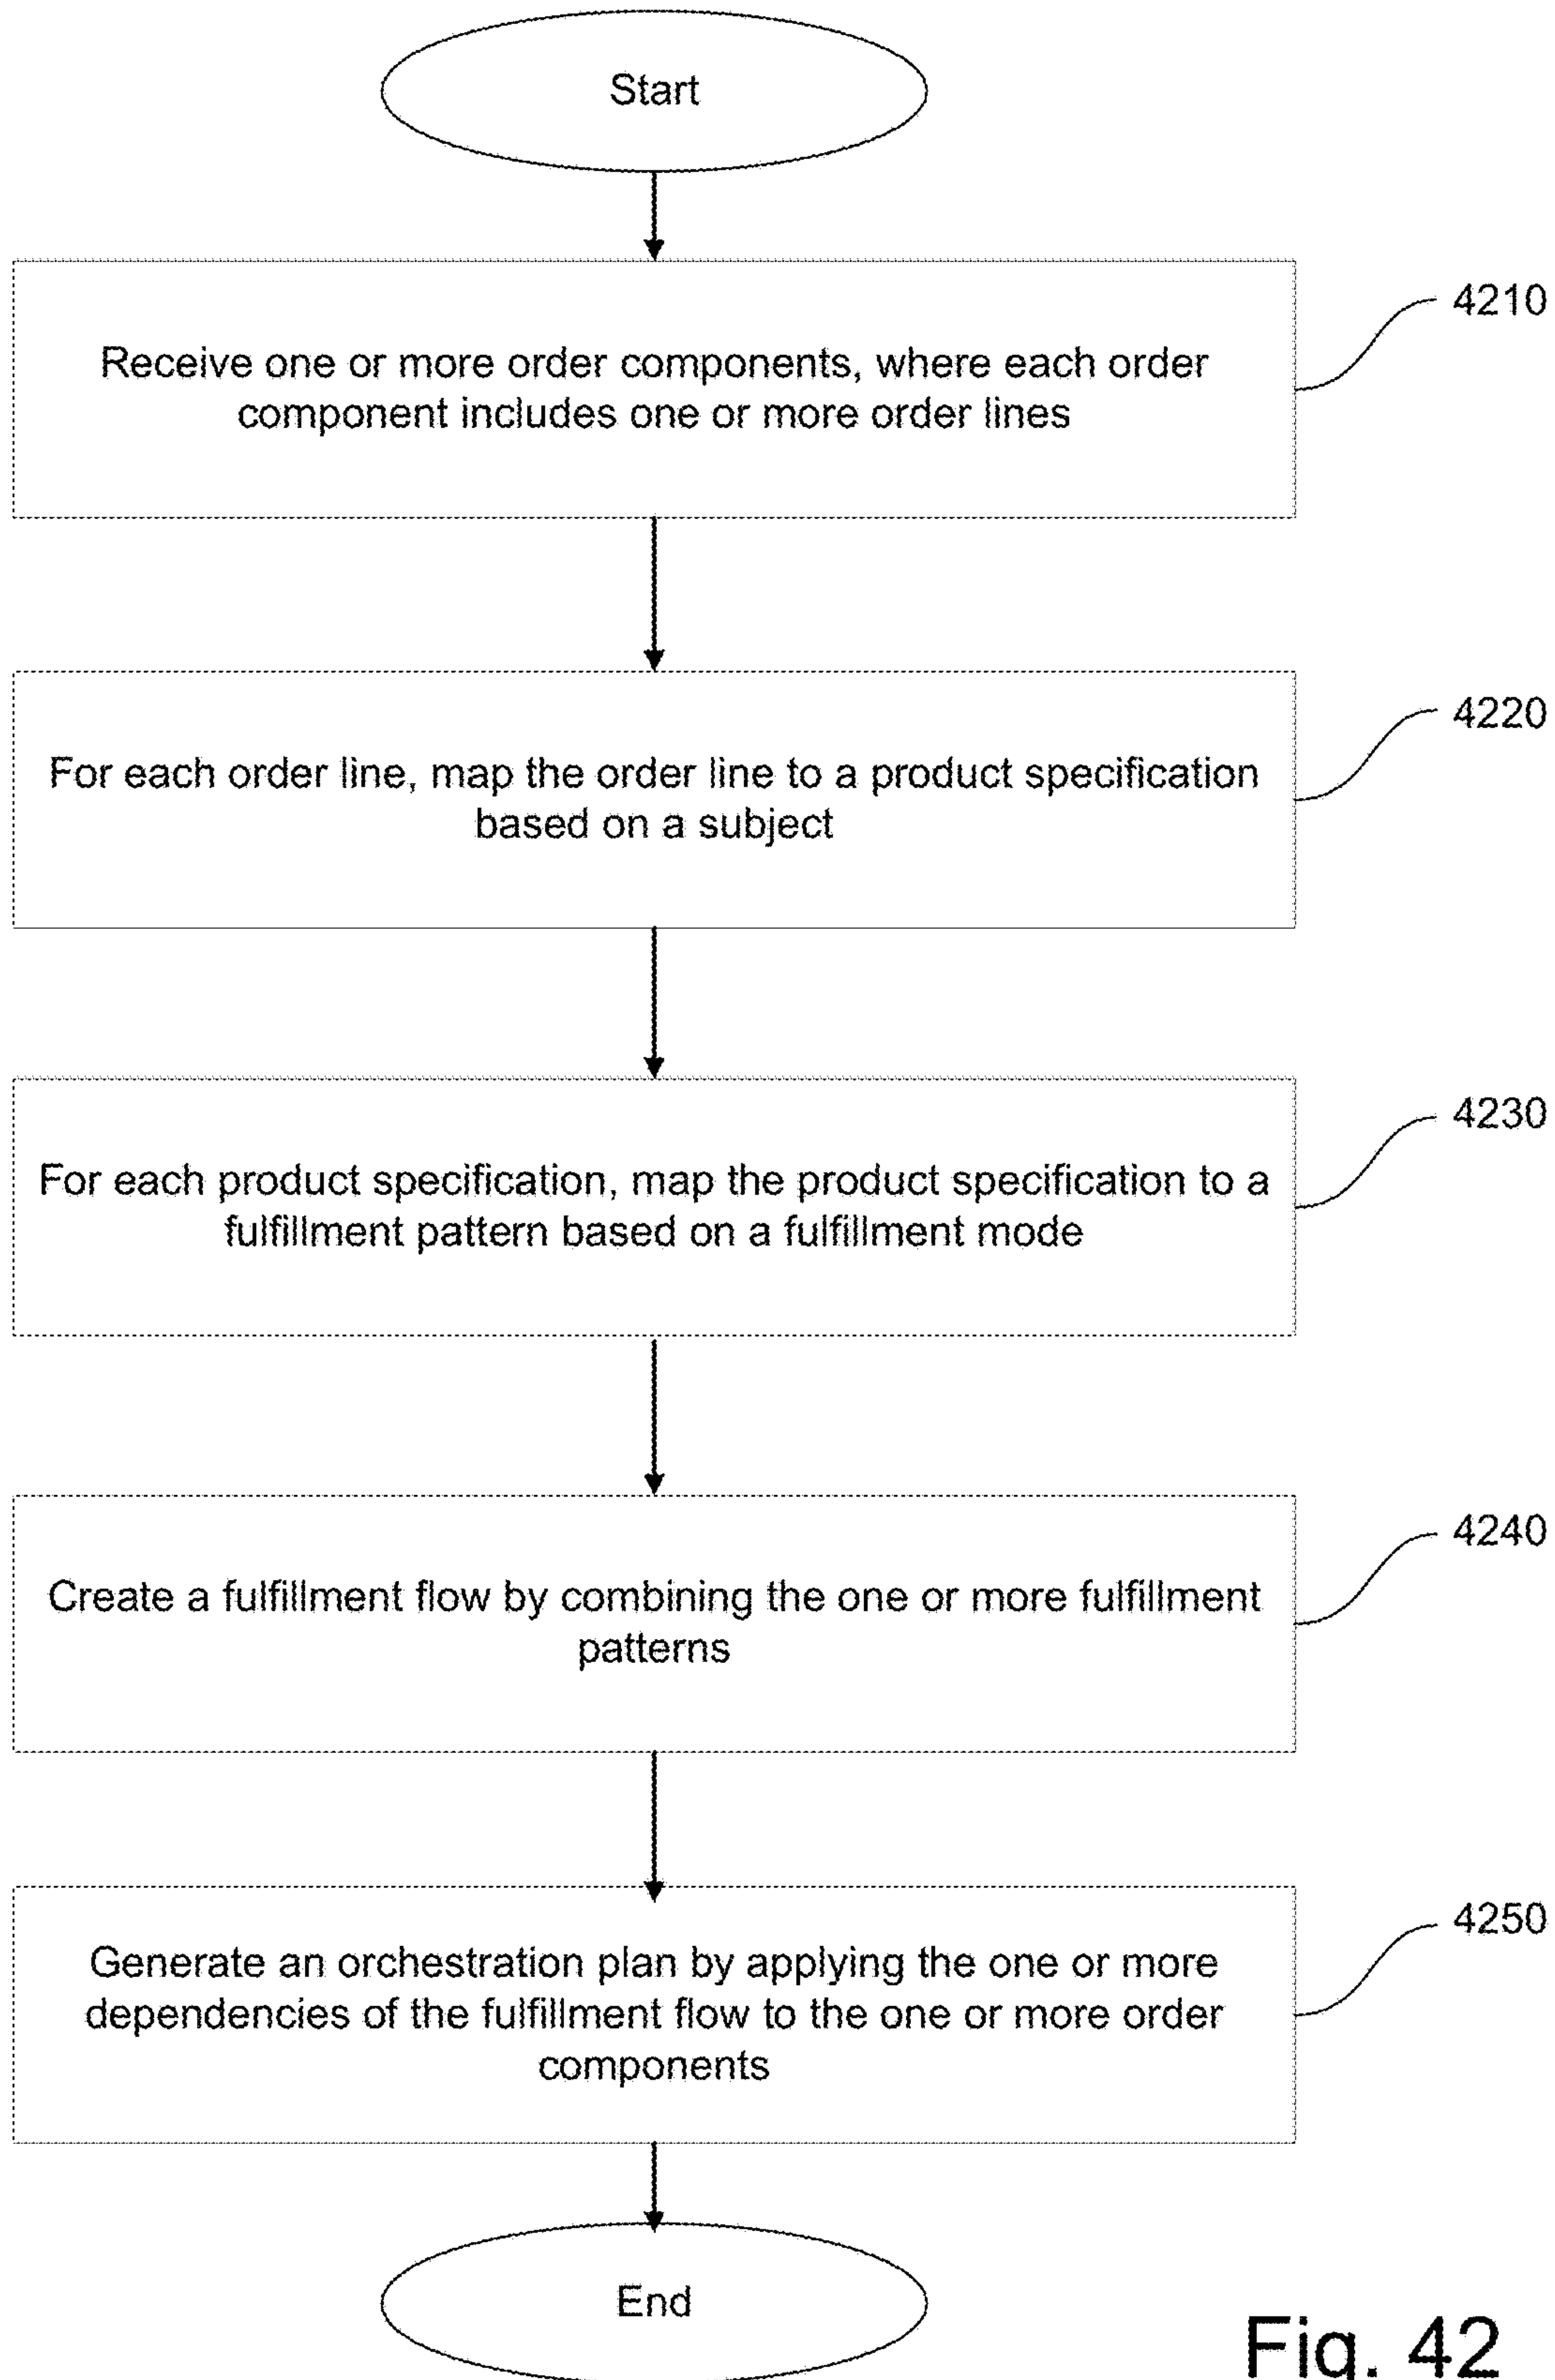 Start
4210
Receive one or more order components, where each order
component includes one or more order lines
4220
For each order line, map the order line to a product specification
based on a subject
4230
For each product specification, map the product specification to a
fulfillment pattern based on a fulfillment mode
4240
Create a fulfillment flow by combining the one or more fulfillment
patterns
4250
Generate an orchestration plan by applying the one or more
dependencies of the fulfillment flow to the one or more order
components
End
Fig. 42